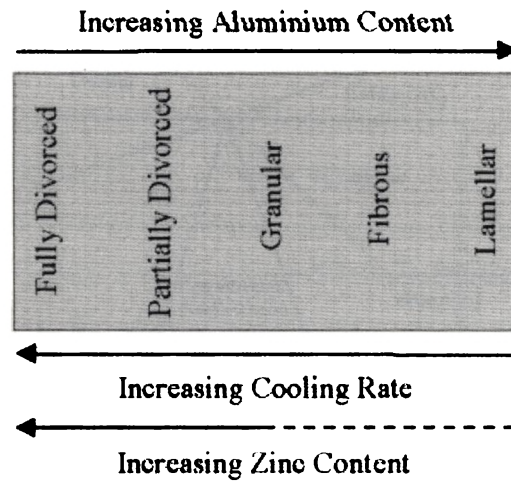 Increasing Aluminium Content
Fully Divorced
Partially Divorced
Granular
Fibrous
Lamellar
Increasing Cooling Rate
Increasing Zinc Content